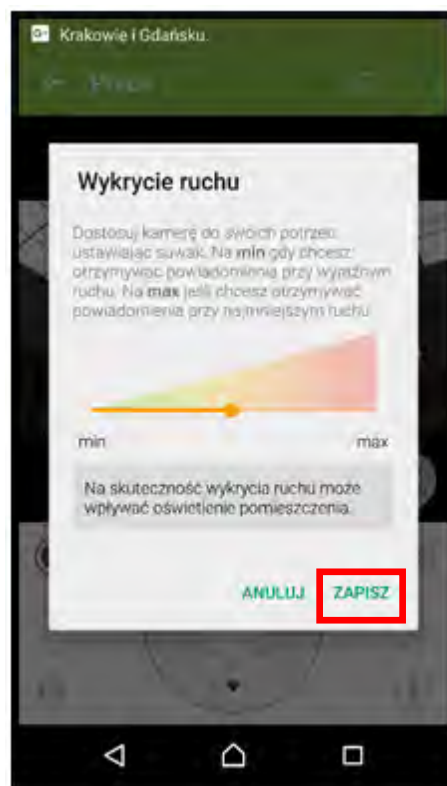 G+ Krakowie i Gdańsku.
Wykrycie ruchu
Dostosuj kamerę do swoich potrzeb
ustawiając suwak. Na min gdy chcesz
otrzymywać powiadomienia przy wyraźnym
ruchu. Na max jeśli chcesz otrzymywać
powiadomienia przy najmniejszym ruchu.
min max
Na skuteczność wykrycia ruchu może
wpływać oświetlenie pomieszczenia.
ANULUJ ZAPISZ